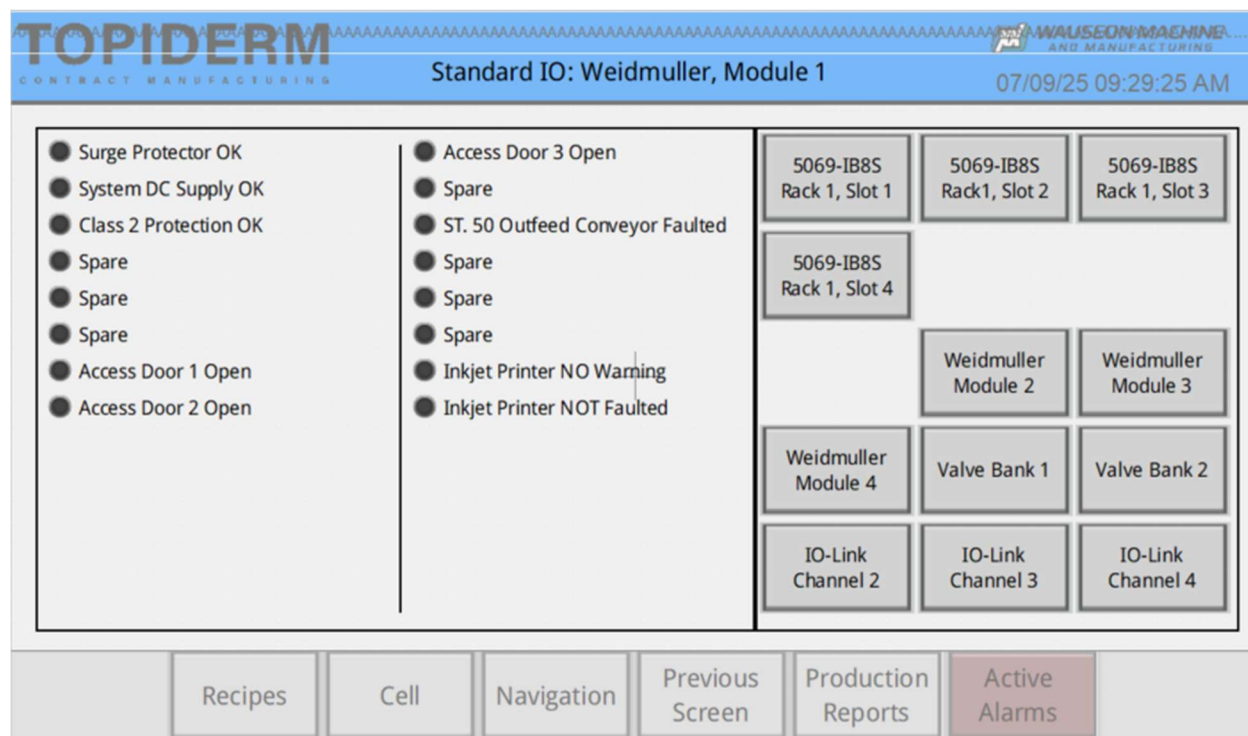 TOPIDERM
CONTRACT MANUFACTURING
WAUSEON MACHINE
AND MANUFACTURING
Standard IO: Weidmuller, Module 1
07/09/25 09:29:25 AM
Surge Protector OK
System DC Supply OK
Class 2 Protection OK
Spare
Spare
Spare
Access Door 1 Open
Access Door 2 Open
Access Door 3 Open
Spare
ST. 50 Outfeed Conveyor Faulted
Spare
Spare
Spare
Inkjet Printer NO Warning
Inkjet Printer NOT Faulted
5069-IB8S
Rack 1, Slot 1
5069-IB8S
Rack1, Slot 2
5069-IB8S
Rack 1, Slot 3
5069-IB8S
Rack 1, Slot 4
Weidmuller
Module 2
Weidmuller
Module 3
Weidmuller
Module 4
Valve Bank 1
Valve Bank 2
IO-Link
Channel 2
IO-Link
Channel 3
IO-Link
Channel 4
Recipes
Cell
Navigation
Previous
Screen
Production
Reports
Active
Alarms